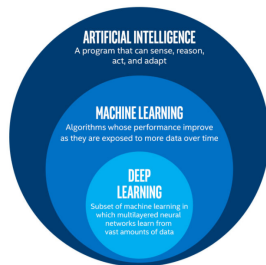 ARTIFICIAL INTELLIGENCE
A program that can sense, reason,
act, and adapt
MACHINE LEARNING
Algorithms whose performance improve
as they are exposed to more data over time
DEEP
LEARNING
Subset of machine learning in
which multilayered neural
networks learn from
vast amounts of data